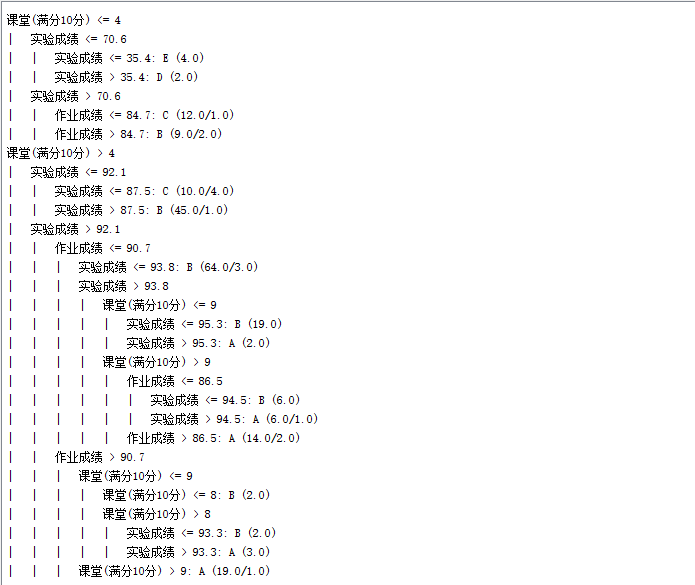 课堂(满分10分) <= 4
|   实验成绩 <= 70.6
|   |   实验成绩 <= 35.4: E (4.0)
|   |   实验成绩 > 35.4: D (2.0)
|   实验成绩 > 70.6
|   |   作业成绩 <= 84.7: C (12.0/1.0)
|   |   作业成绩 > 84.7: B (9.0/2.0)
课堂(满分10分) > 4
|   实验成绩 <= 92.1
|   |   实验成绩 <= 87.5: C (10.0/4.0)
|   |   实验成绩 > 87.5: B (45.0/1.0)
|   实验成绩 > 92.1
|   |   作业成绩 <= 90.7
|   |   |   实验成绩 <= 93.8: B (64.0/3.0)
|   |   |   实验成绩 > 93.8
|   |   |   |   课堂(满分10分) <= 9
|   |   |   |   |   实验成绩 <= 95.3: B (19.0)
|   |   |   |   |   实验成绩 > 95.3: A (2.0)
|   |   |   |   课堂(满分10分) > 9
|   |   |   |   |   作业成绩 <= 86.5
|   |   |   |   |   |   实验成绩 <= 94.5: B (6.0)
|   |   |   |   |   |   实验成绩 > 94.5: A (6.0/1.0)
|   |   |   |   |   作业成绩 > 86.5: A (14.0/2.0)
|   |   作业成绩 > 90.7
|   |   |   课堂(满分10分) <= 9
|   |   |   |   课堂(满分10分) <= 8: B (2.0)
|   |   |   |   课堂(满分10分) > 8
|   |   |   |   |   实验成绩 <= 93.3: B (2.0)
|   |   |   |   |   实验成绩 > 93.3: A (3.0)
|   |   |   课堂(满分10分) > 9: A (19.0/1.0)